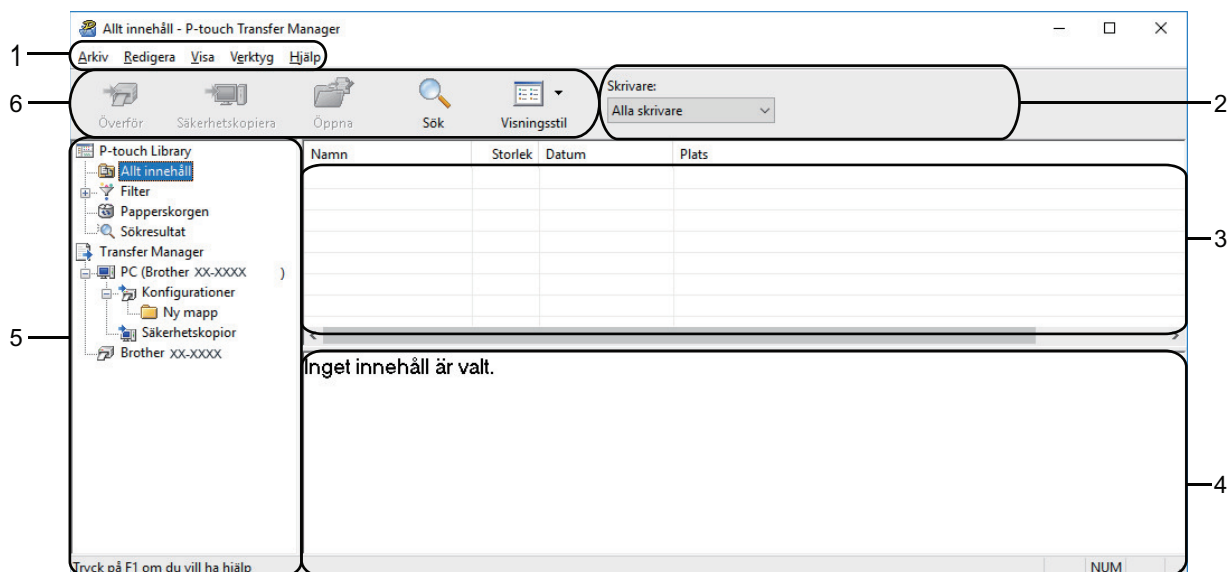 Allt innehåll - P-touch Transfer Manager
1
Arkiv Redigera Visa Verktyg Hjälp
6
Överför Säkerhetskopiera Öppna Sök Visningsstil
Skrivare:
Alla skrivare
2
P-touch Library
Allt innehåll
Filter
Papperskorgen
Sökresultat
Transfer Manager
PC (Brother XX-XXXX )
Konfigurationer
Ny mapp
Säkerhetskopior
Brother XX-XXXX
5
Namn Storlek Datum Plats
3
Inget innehåll är valt.
4
Tryck på F1 om du vill ha hjälp
NUM